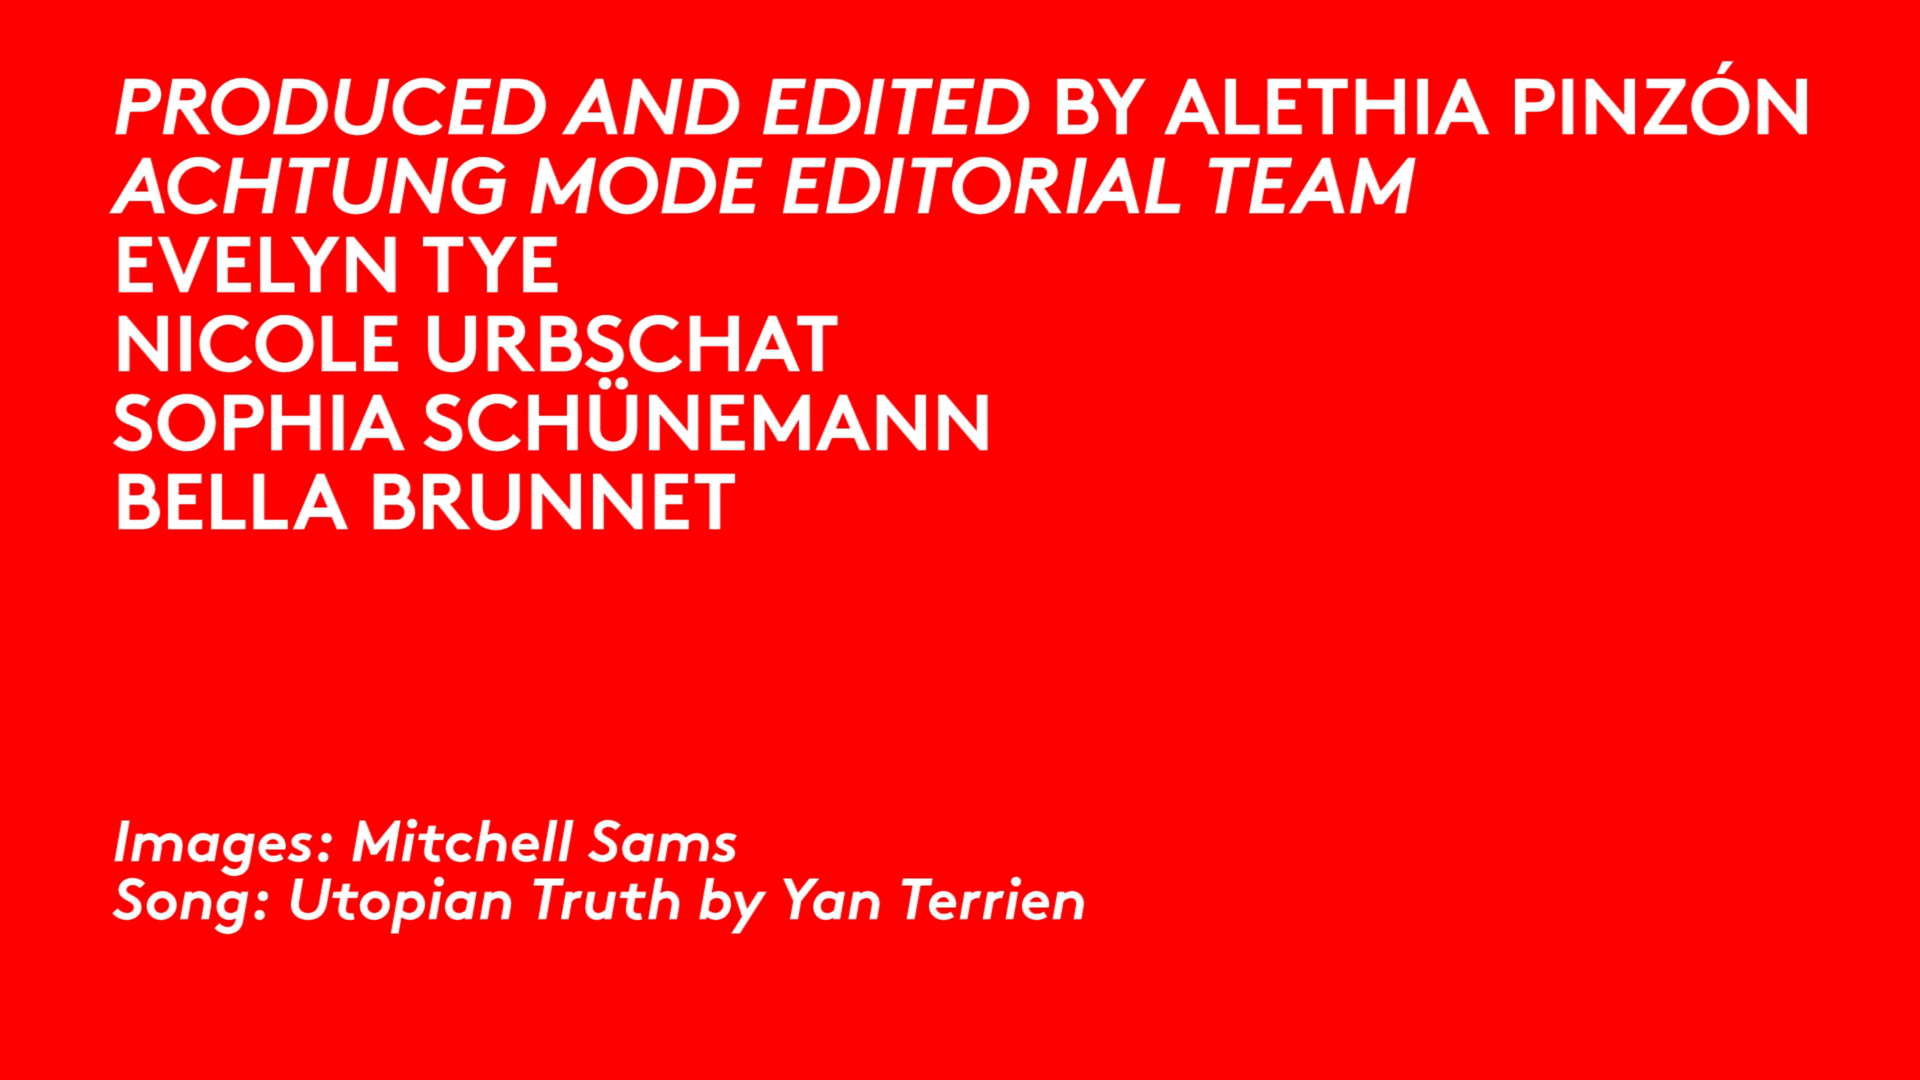 PRODUCED AND EDITED BY ALETHIA PINZÓN
ACHTUNG MODE EDITORIAL TEAM
EVELYN TYE
NICOLE URBSCHAT
SOPHIA SCHÜNEMANN
BELLA BRUNNET
Images: Mitchell Sams
Song: Utopian Truth by Yan Terrien